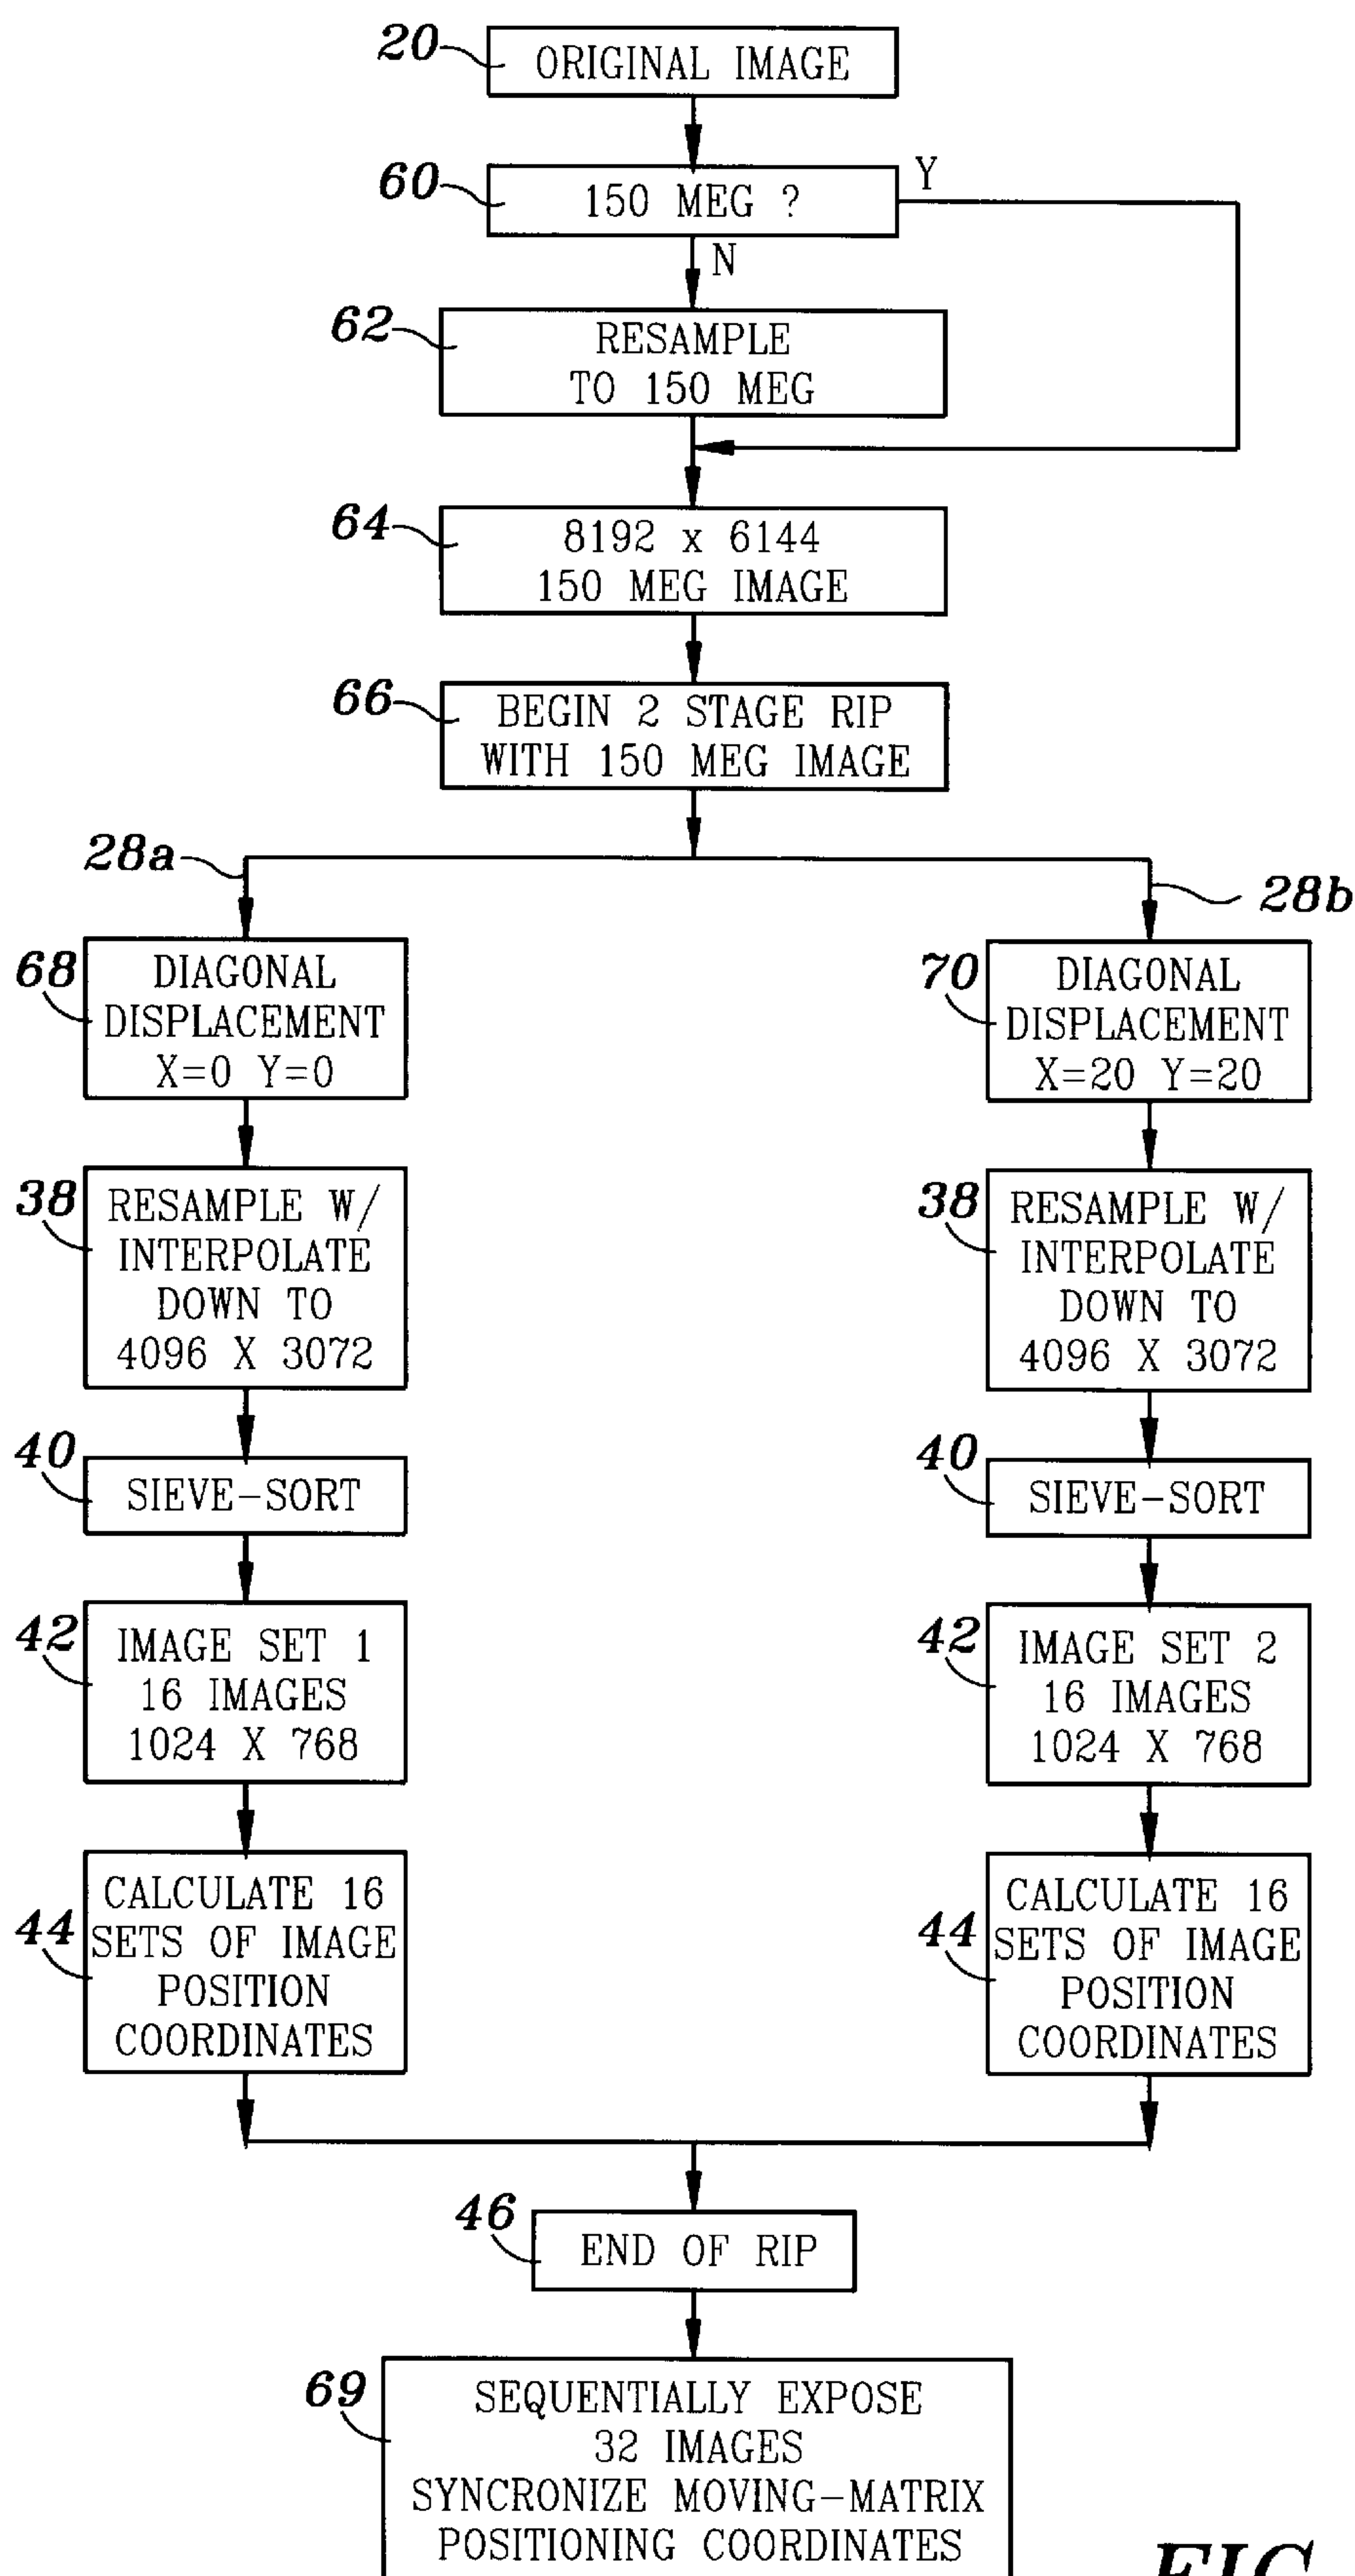 20
ORIGINAL IMAGE
60
150 MEG ?
Y
N
62
RESAMPLE
TO 150 MEG
64
8192 x 6144
150 MEG IMAGE
66
BEGIN 2 STAGE RIP
WITH 150 MEG IMAGE
28a
28b
68
DIAGONAL
DISPLACEMENT
X=0 Y=0
38
RESAMPLE W/
INTERPOLATE
DOWN TO
4096 X 3072
40
SIEVE-SORT
42
IMAGE SET 1
16 IMAGES
1024 X 768
44
CALCULATE 16
SETS OF IMAGE
POSITION
COORDINATES
70
DIAGONAL
DISPLACEMENT
X=20 Y=20
38
RESAMPLE W/
INTERPOLATE
DOWN TO
4096 X 3072
40
SIEVE-SORT
42
IMAGE SET 2
16 IMAGES
1024 X 768
44
CALCULATE 16
SETS OF IMAGE
POSITION
COORDINATES
46
END OF RIP
69
SEQUENTIALLY EXPOSE
32 IMAGES
SYNCRONIZE MOVING-MATRIX
POSITIONING COORDINATES